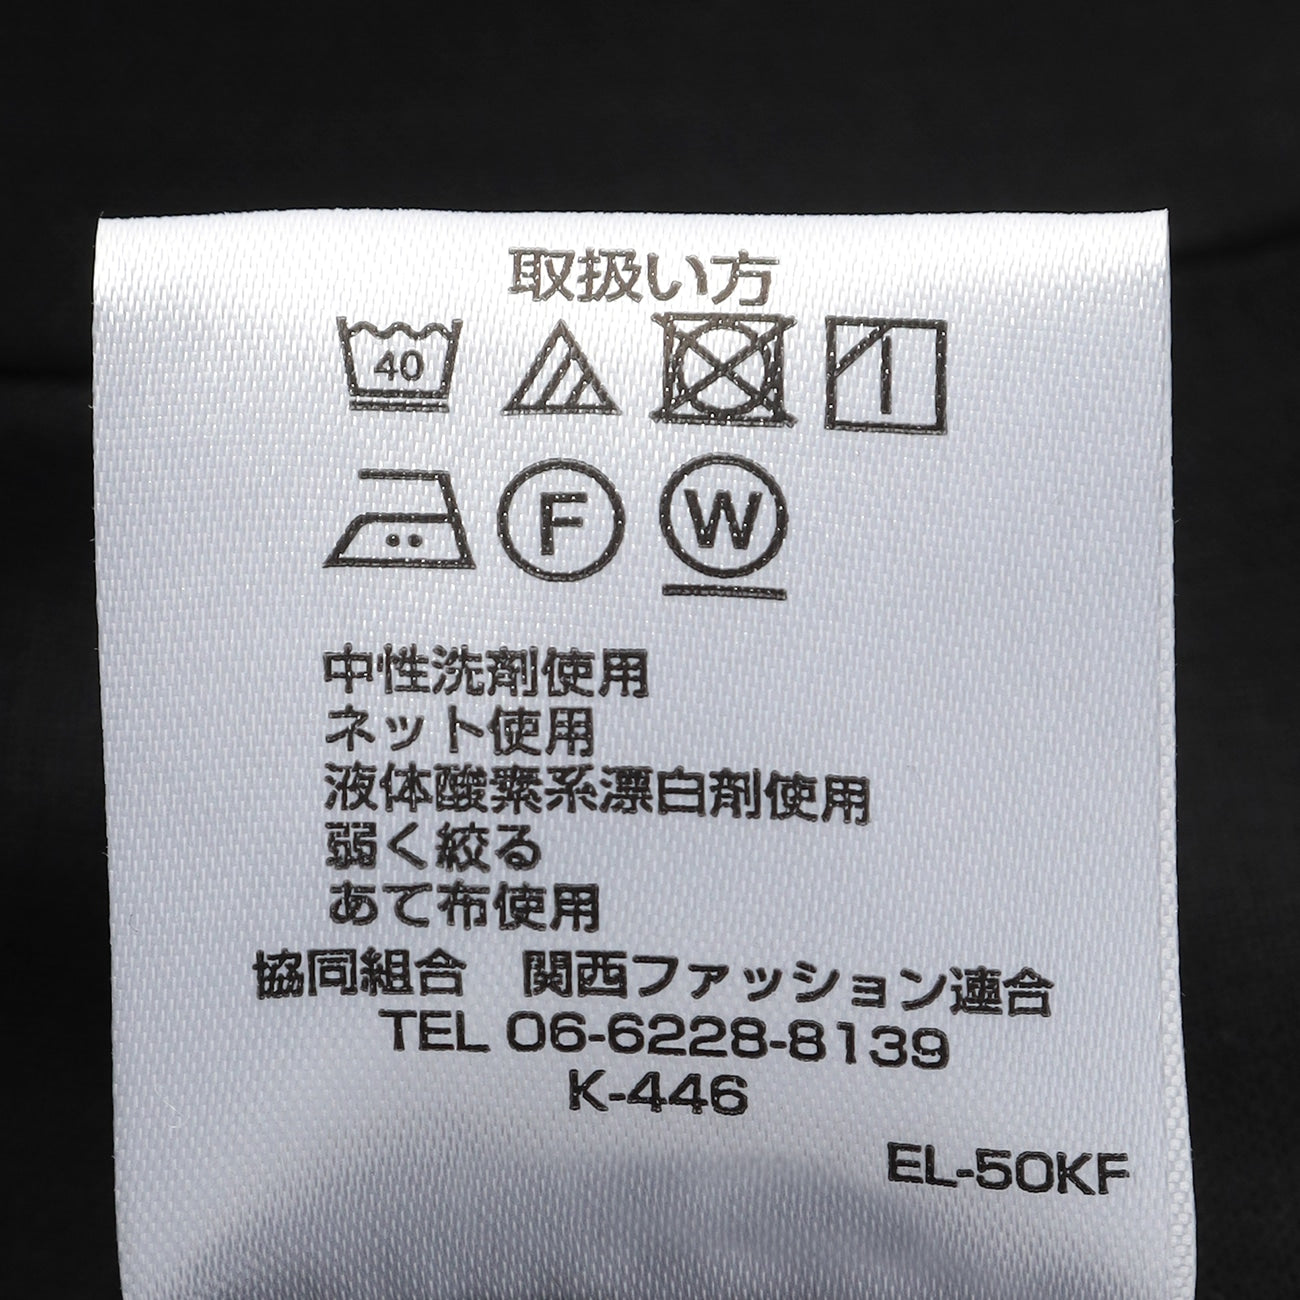 取扱い方
40
F W
中性洗剤使用
ネット使用
液体酸素系漂白剤使用
弱く絞る
あて布使用
協同組合 関西ファッション連合
TEL 06-6228-8139
K-446
EL-50KF